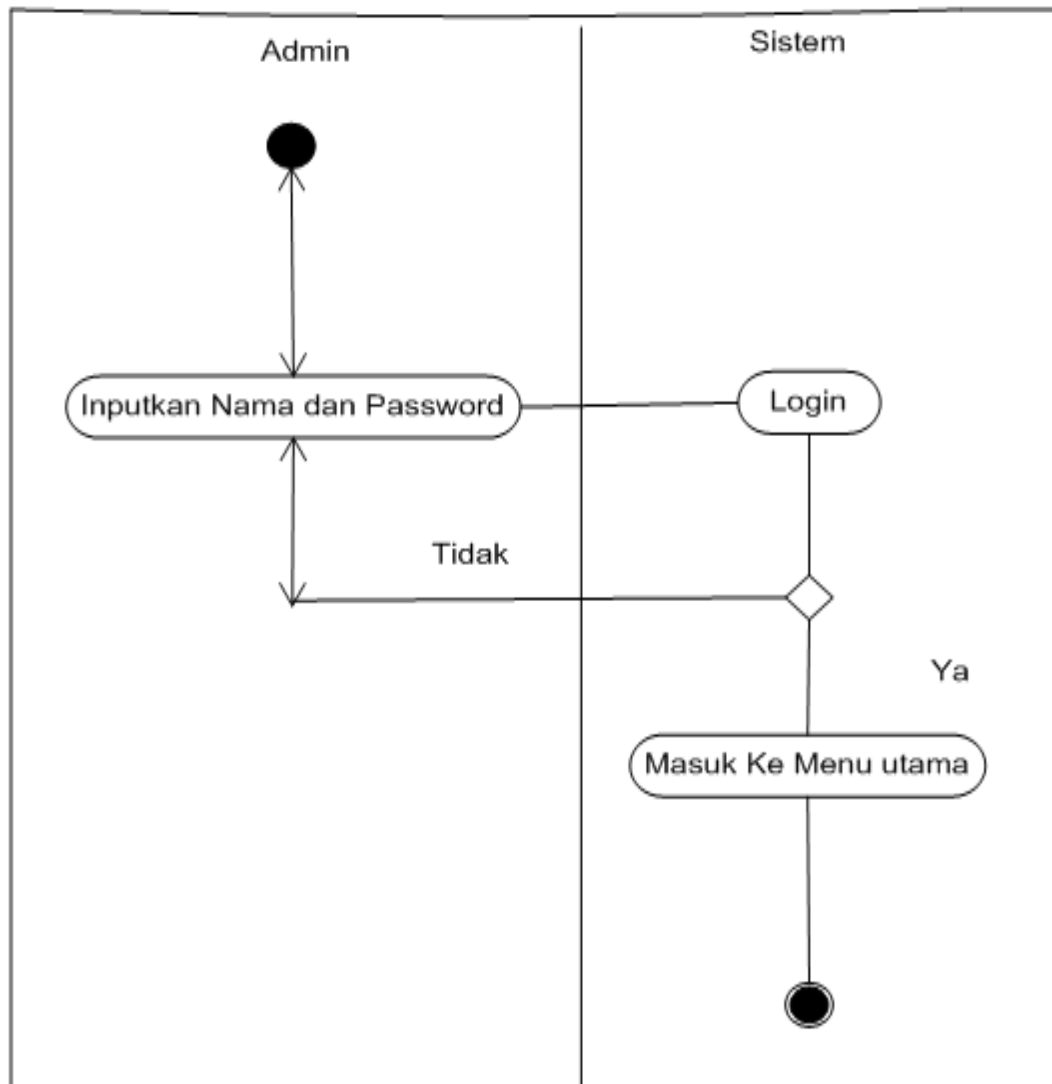 Admin
Sistem
Inputkan Nama dan Password
Login
Tidak
Ya
Masuk Ke Menu utama